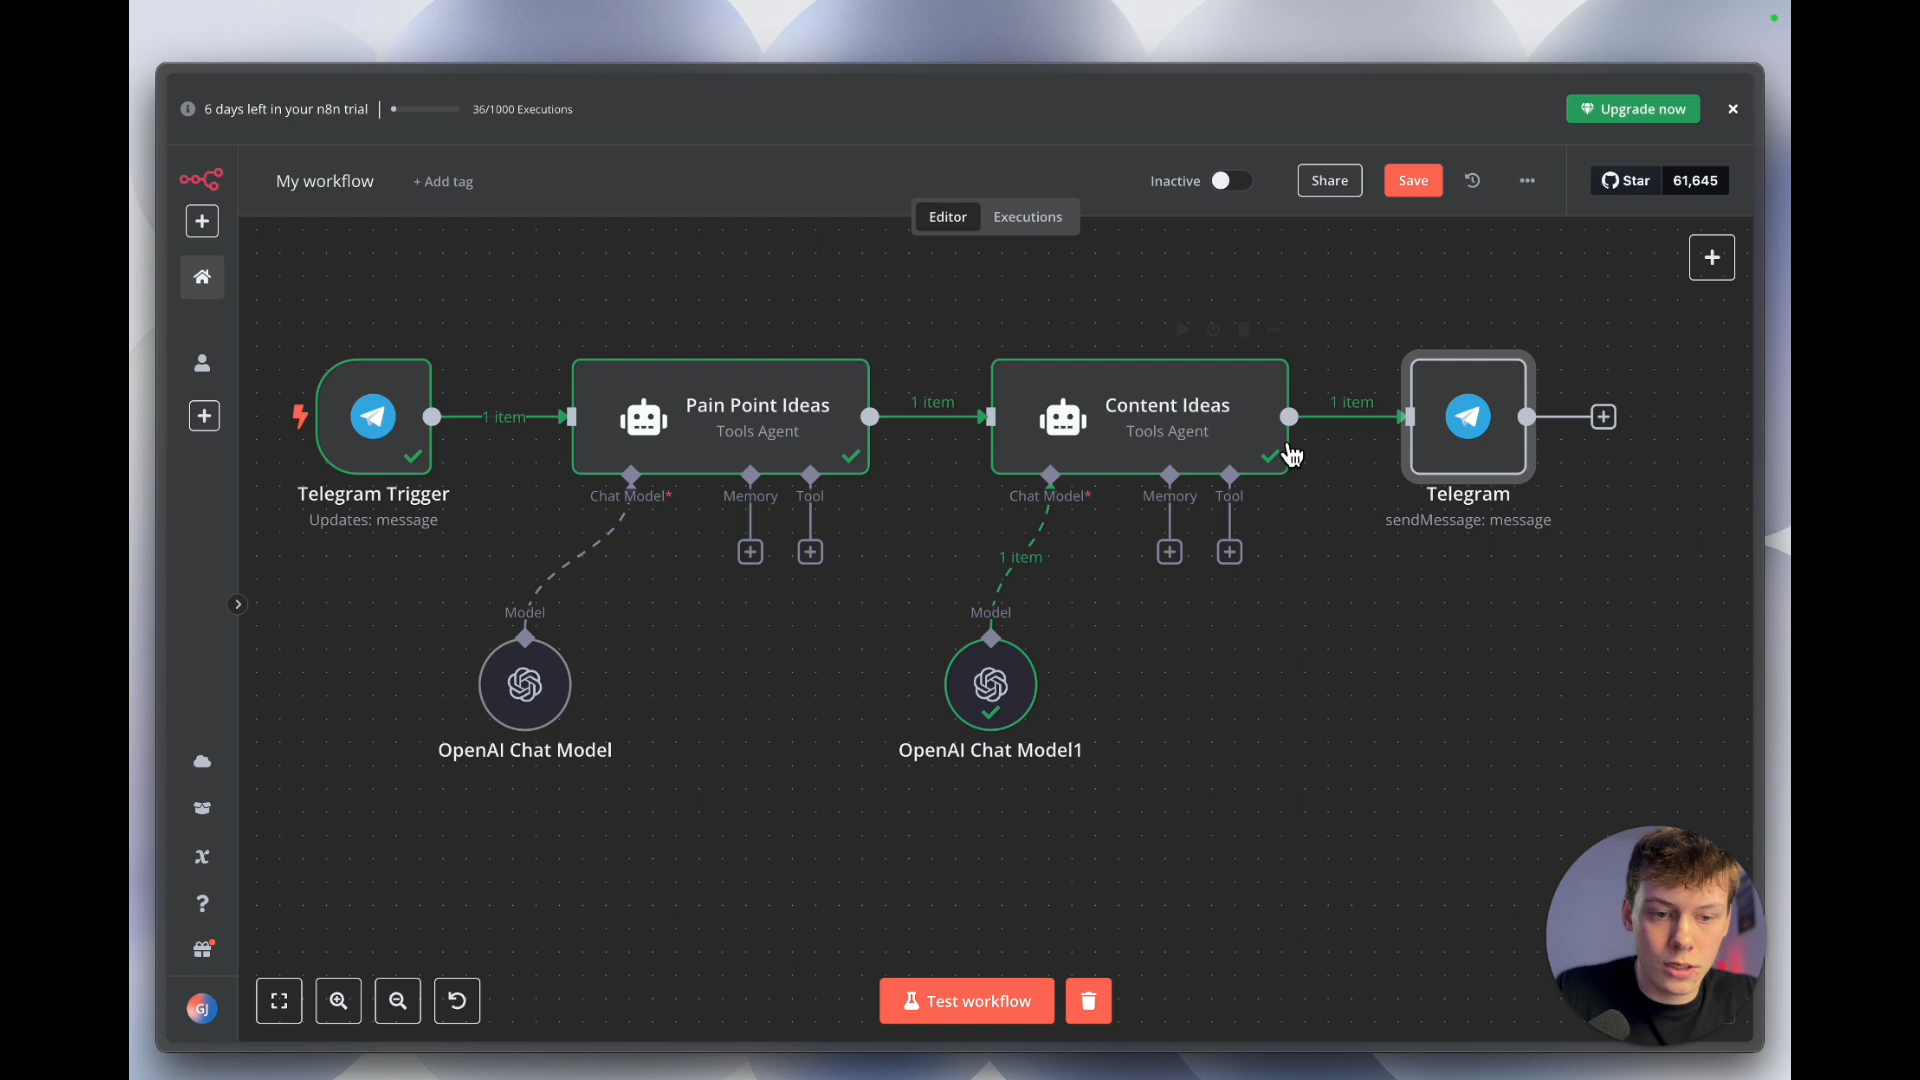 6 days left in your n8n trial
36/1000 Executions
Upgrade now
My workflow
+ Add tag
Inactive
Share
Save
Star
61,645
Editor
Executions
1 item
Pain Point Ideas
Tools Agent
1 item
Content Ideas
Tools Agent
1 item
Telegram Trigger
Updates: message
Chat Model*
Memory
Tool
Chat Model*
Memory
Tool
Telegram
sendMessage: message
1 item
Model
Model
OpenAI Chat Model
OpenAI Chat Model1
GJ
Test workflow